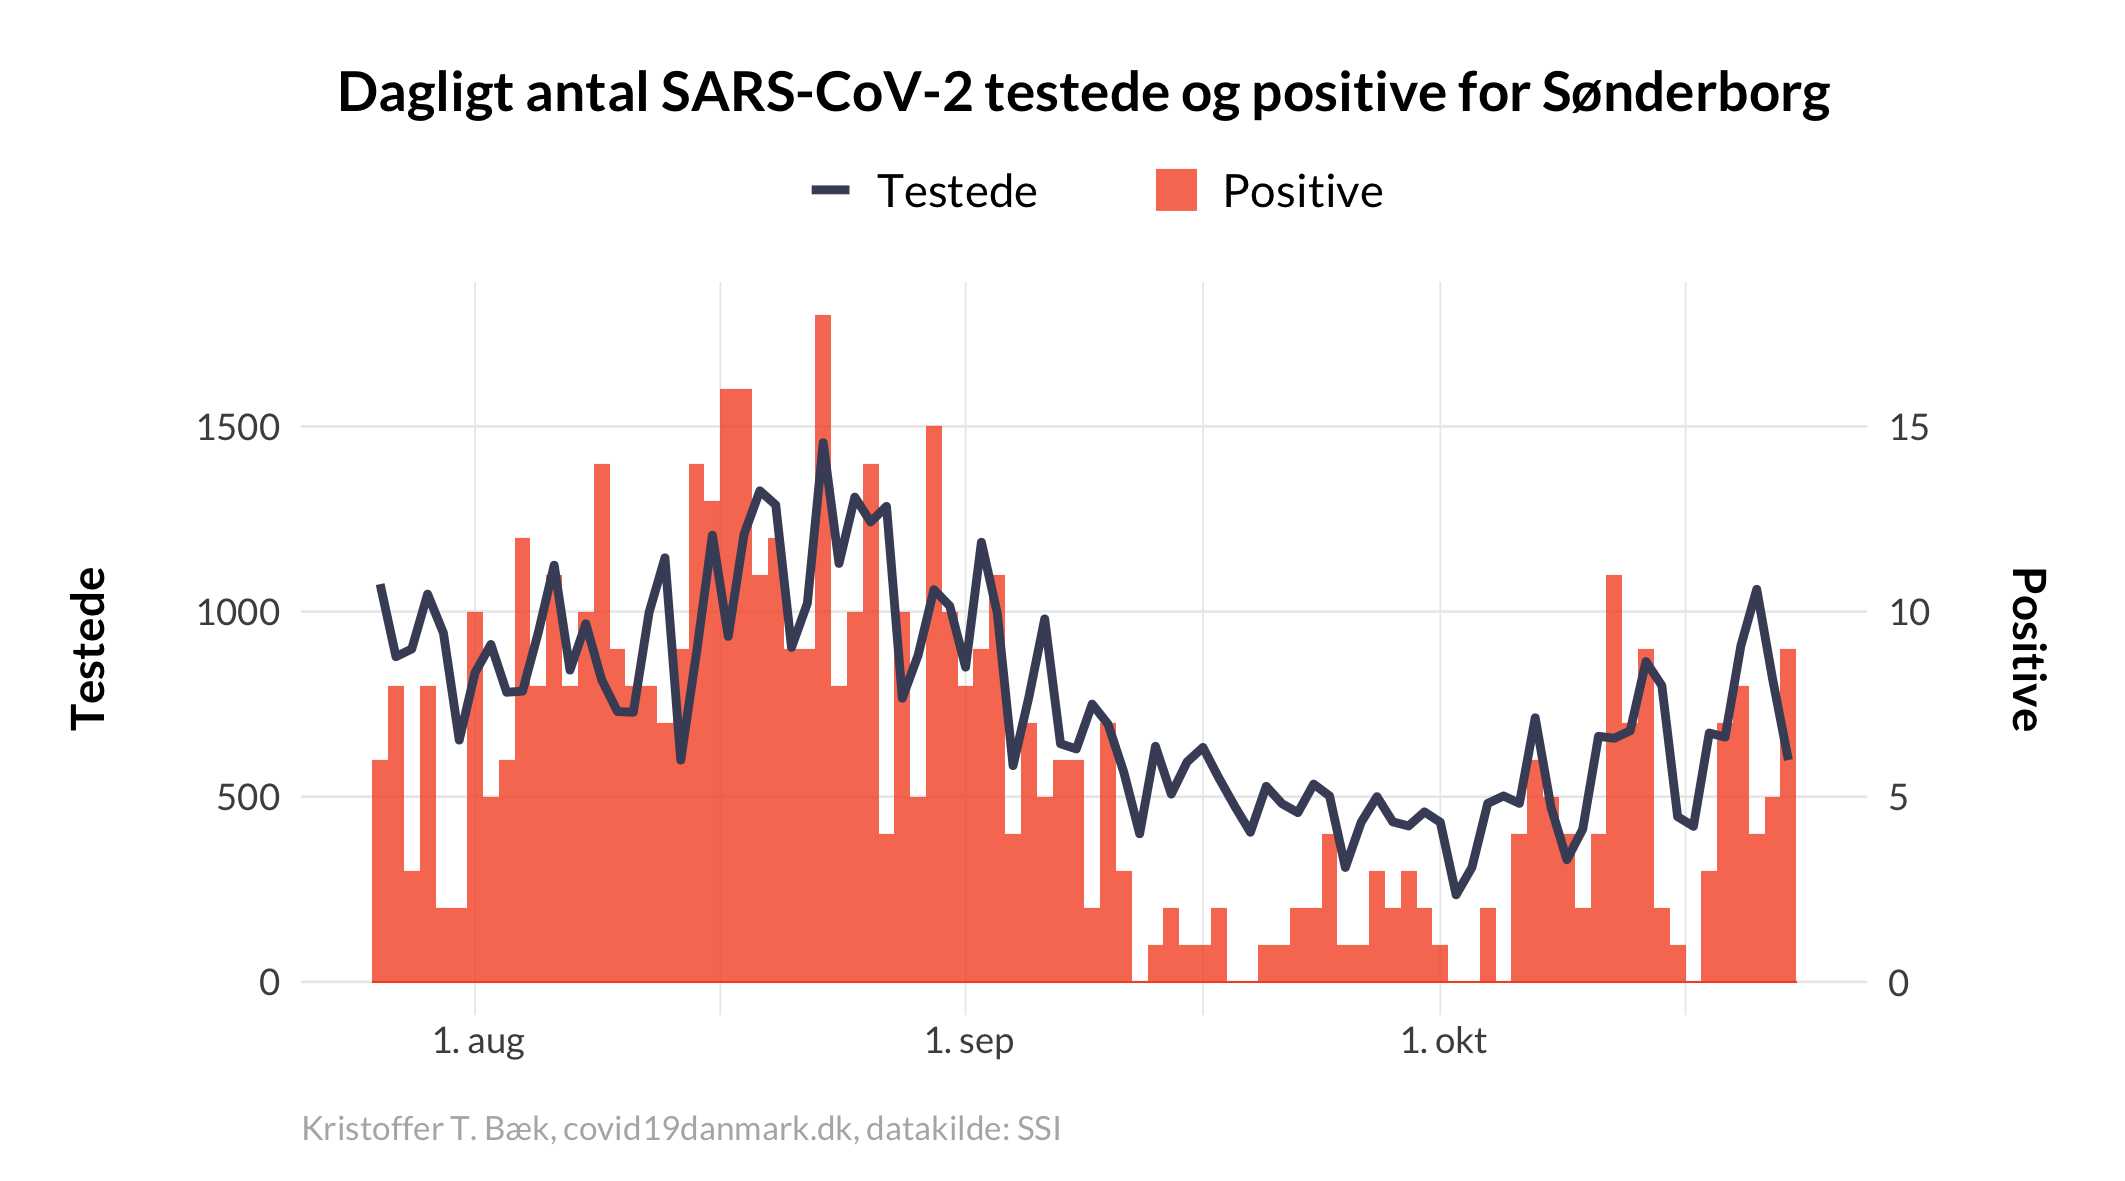 Dagligt antal SARS-CoV-2 testede og positive for Sønderborg
Testede Positive
Testede
1500
1000
500
0
15
10
5
0
Positive
1. aug 1. sep 1. okt
Kristoffer T. Bæk, covid19danmark.dk, datakilde: SSI